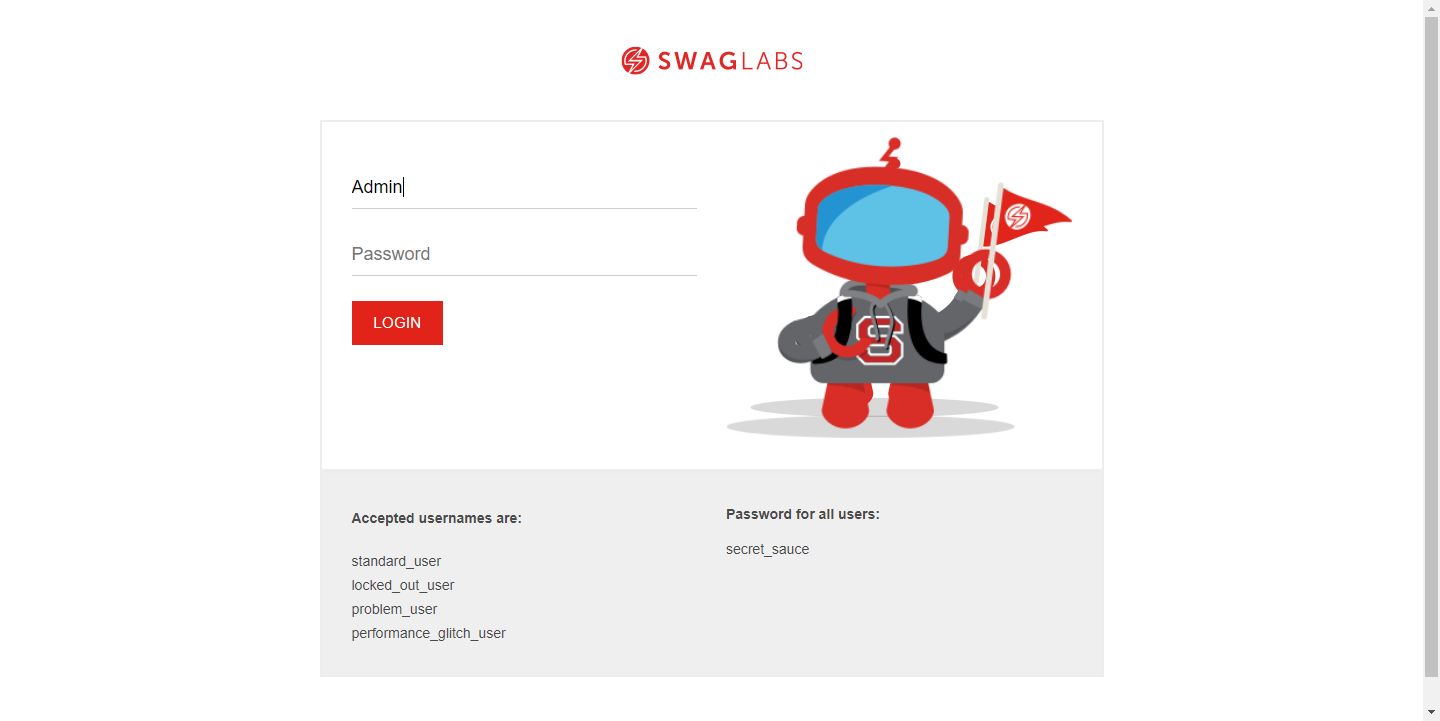 SWAGLABS
Admin
Password
LOGIN
S
Accepted usernames are:
standard_user
locked_out_user
problem_user
performance_glitch_user
Password for all users:
secret_sauce